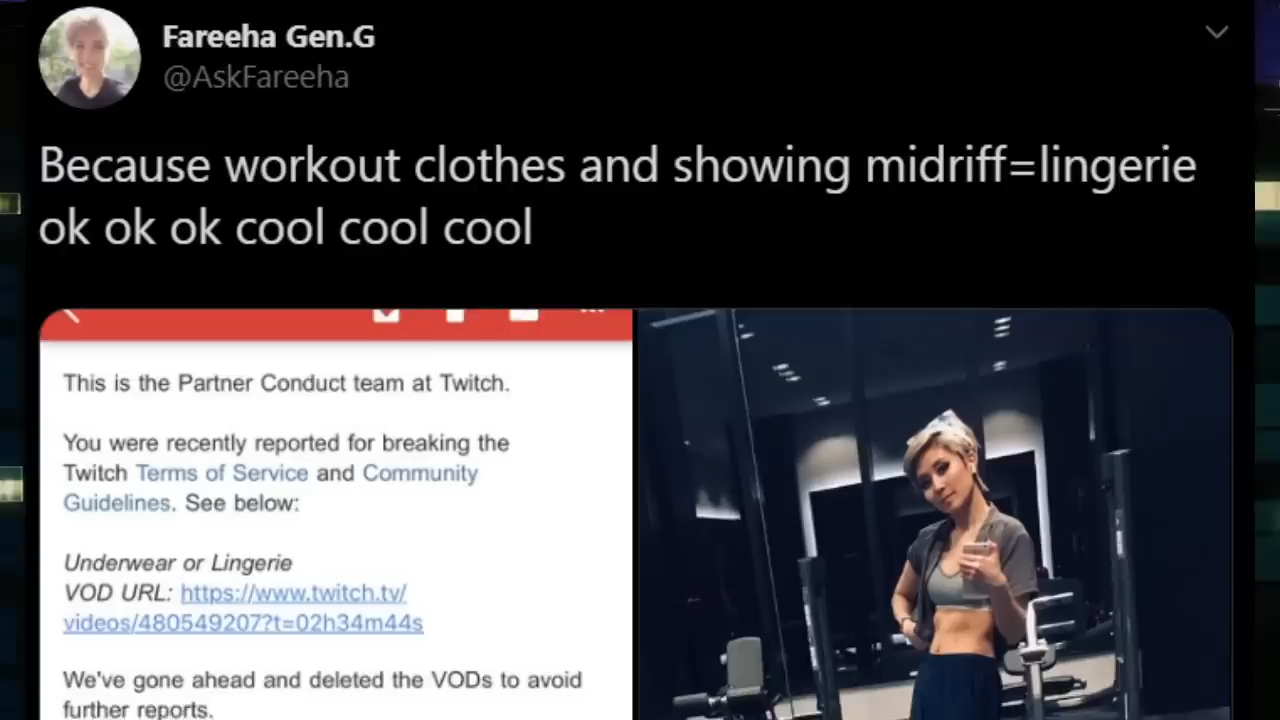 Fareeha Gen.G
@AskFareeha
Because workout clothes and showing midriff=lingerie
ok ok ok cool cool cool
This is the Partner Conduct team at Twitch.
You were recently reported for breaking the
Twitch Terms of Service and Community
Guidelines. See below:
Underwear or Lingerie
VOD URL: https://www.twitch.tv/
videos/480549207?t=02h34m44s
We've gone ahead and deleted the VODs to avoid
further reports.